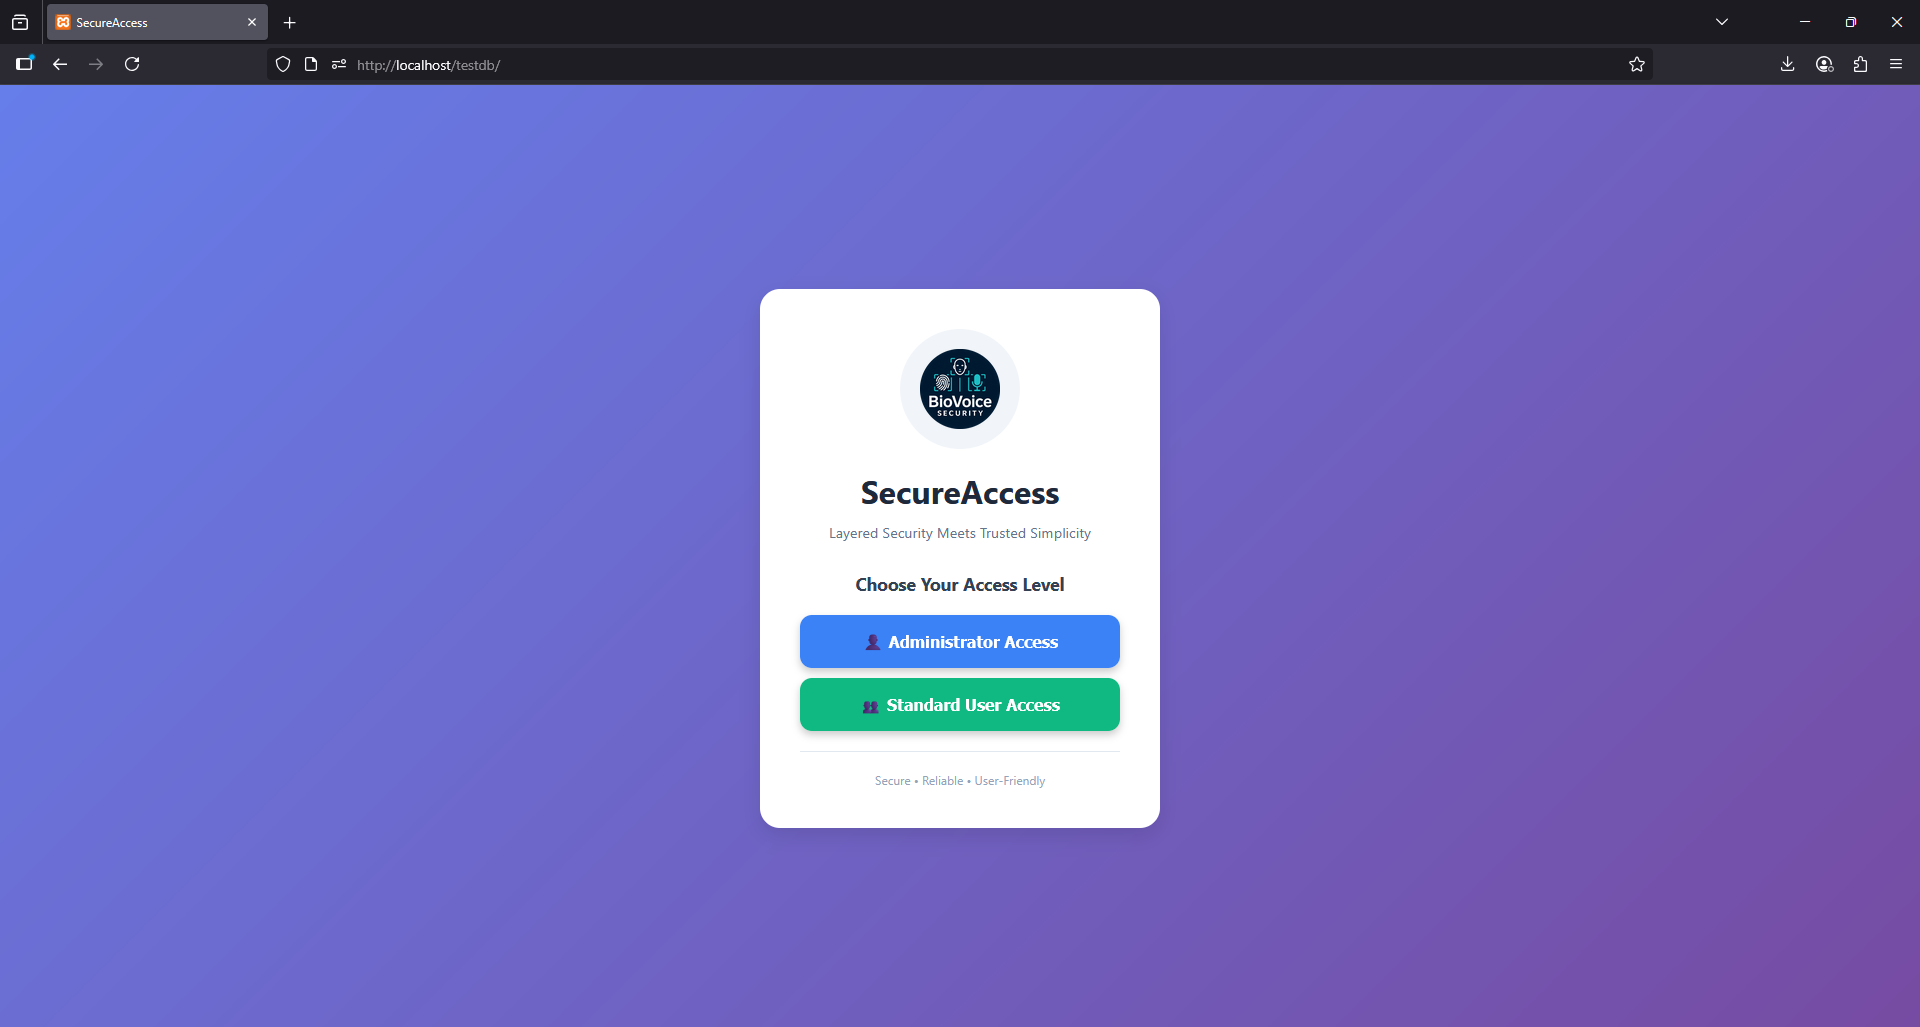 SecureAccess
http://localhost/testdb/
BioVoice
SECURITY
SecureAccess
Layered Security Meets Trusted Simplicity
Choose Your Access Level
Administrator Access
Standard User Access
Secure • Reliable • User-Friendly